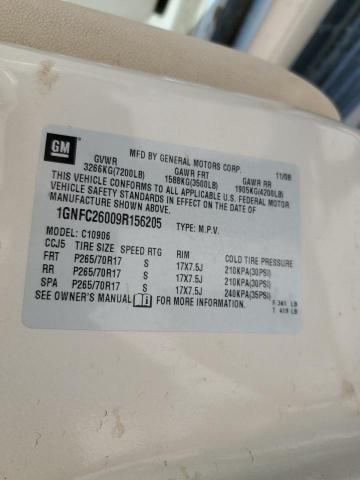 GM
MFD BY GENERAL MOTORS CORP. 11/08
GVWR GAWR FRT GAWR RR
3266KG(7200LB) 1588KG(3500LB) 1905KG(4200LB)
THIS VEHICLE CONFORMS TO ALL APPLICABLE U.S. FEDERAL MOTOR
VEHICLE SAFETY STANDARDS IN EFFECT ON THE DATE OF
MANUFACTURE SHOWN ABOVE.
1GNFC26009R156205 TYPE: M.P.V.
MODEL: C10906
CCJ5 TIRE SIZE SPEED RTG RIM COLD TIRE PRESSURE
FRT P265/70R17 S 17X7.5J 210KPA(30PSI)
RR P265/70R17 S 17X7.5J 210KPA(30PSI)
SPA P265/70R17 S 17X7.5J 240KPA(35PSI)
SEE OWNER'S MANUAL FOR MORE INFORMATION.